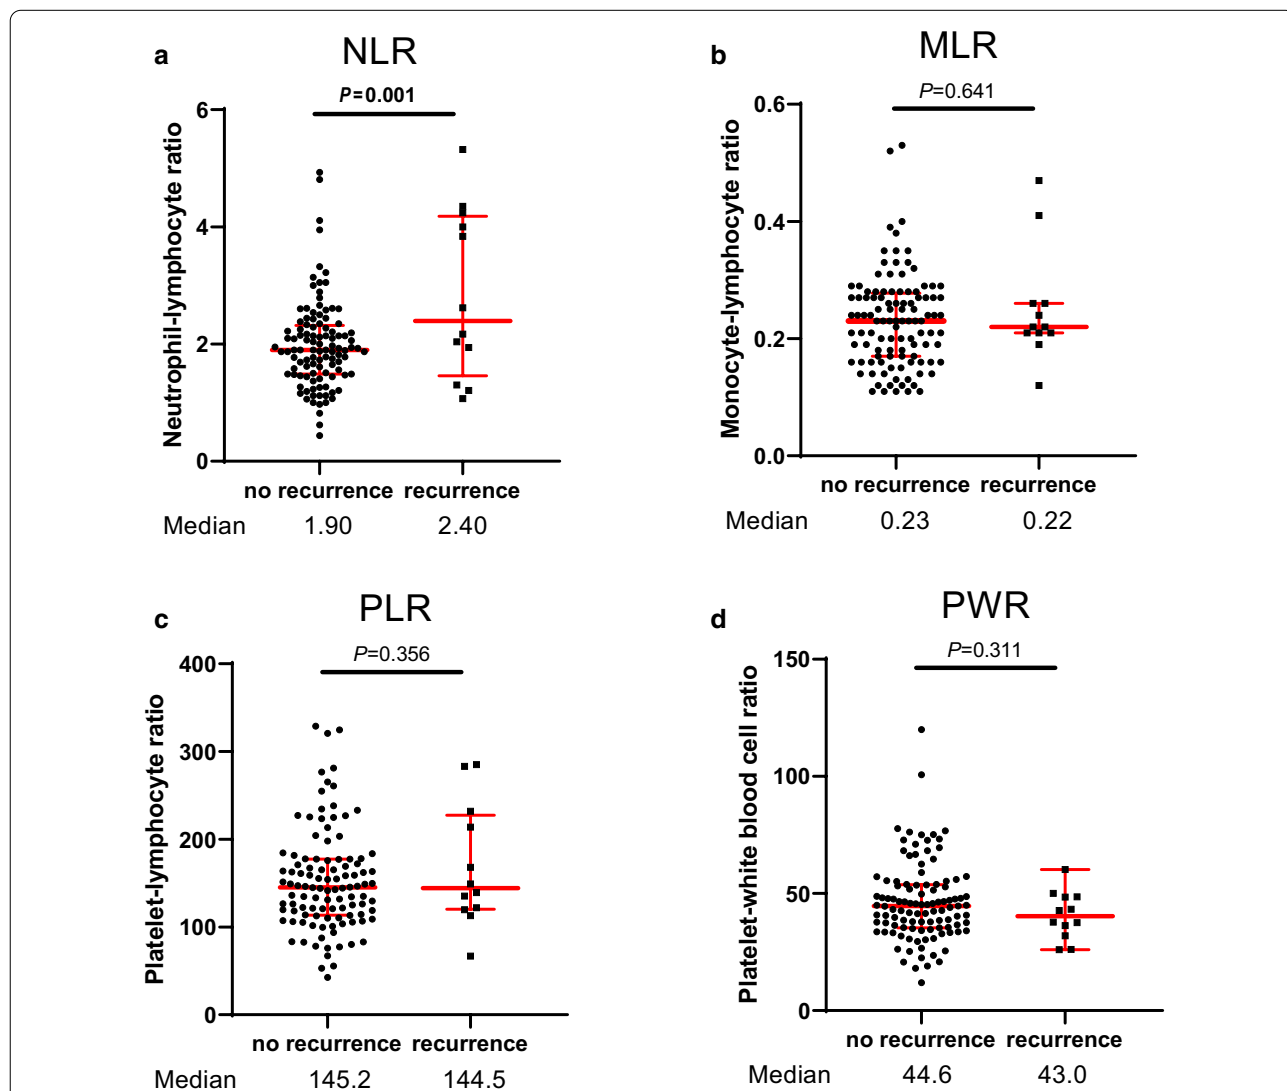 a
NLR
P=0.001
Neutrophil-lymphocyte ratio
6
4
2
0
no recurrence recurrence
Median 1.90 2.40
b
MLR
P=0.641
Monocyte-lymphocyte ratio
0.6
0.4
0.2
0.0
no recurrence recurrence
Median 0.23 0.22
c
PLR
P=0.356
Platelet-lymphocyte ratio
400
300
200
100
0
no recurrence recurrence
Median 145.2 144.5
d
PWR
P=0.311
Platelet-white blood cell ratio
150
100
50
0
no recurrence recurrence
Median 44.6 43.0